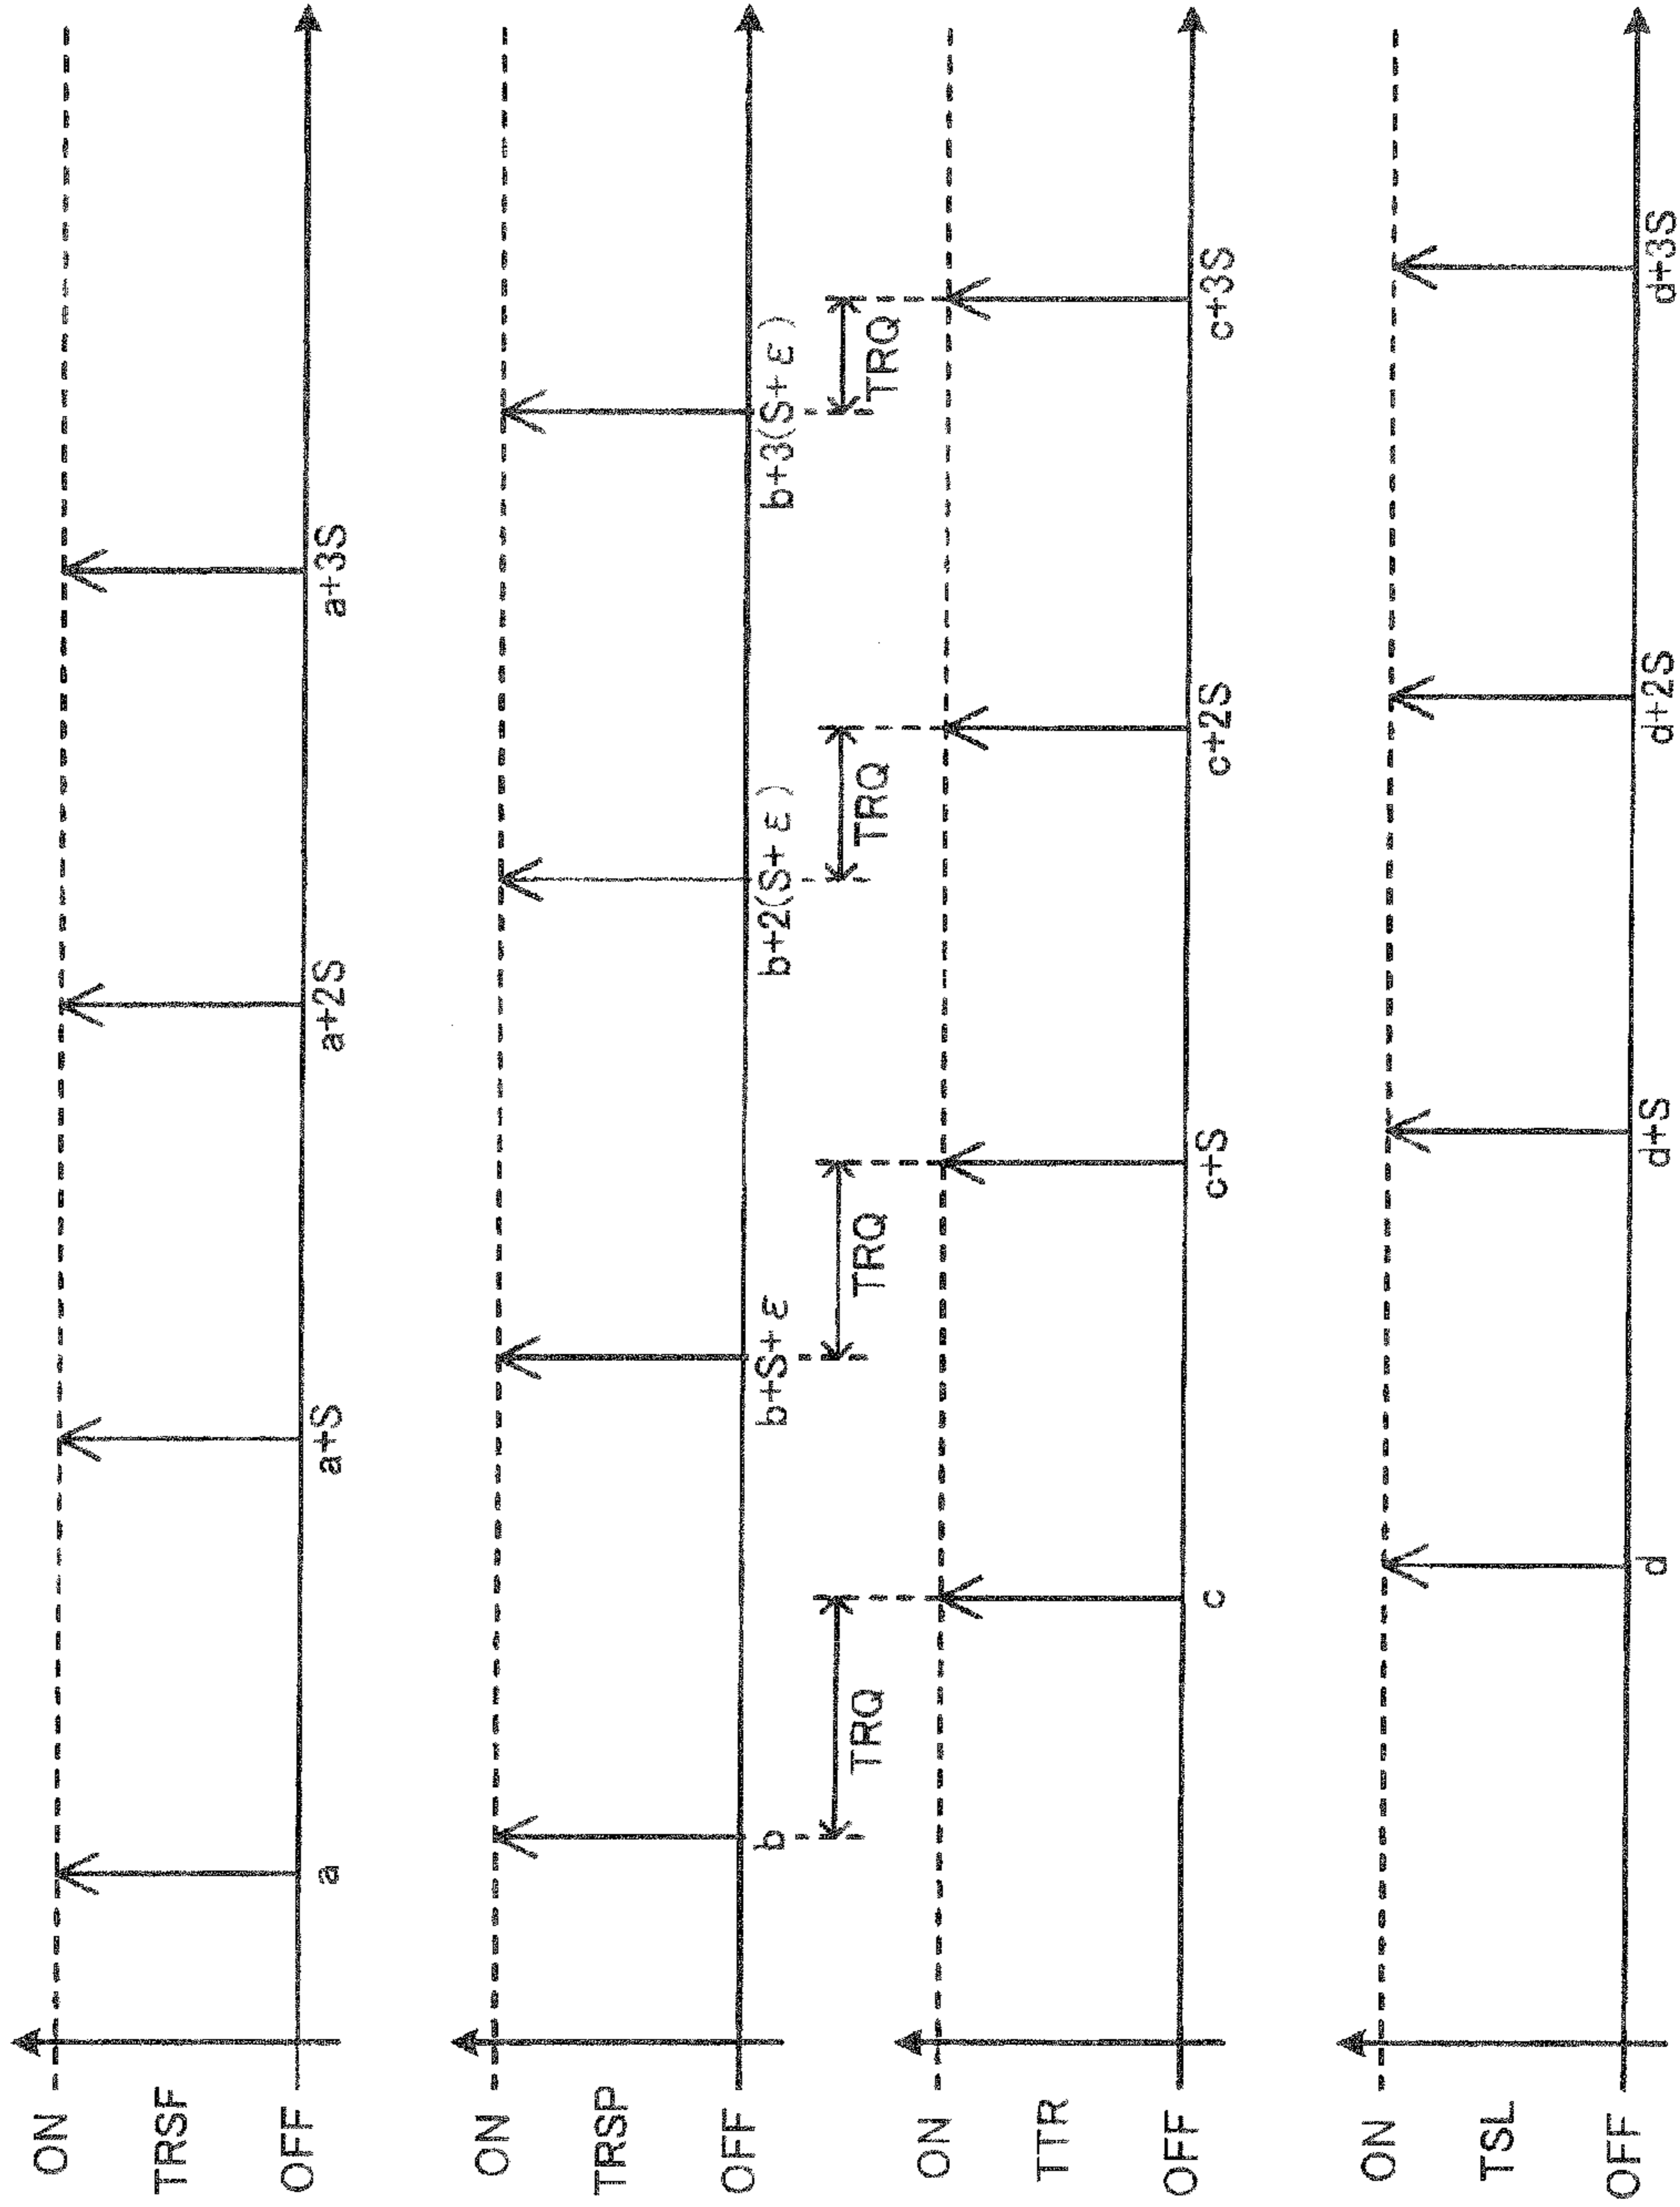 ON
TRSF
OFF
a
a+S
a+2S
a+3S
ON
TRSP
OFF
b
b+S+ε
b+2(S+ε)
b+3(S+ε)
TRQ
TRQ
TRQ
TRQ
ON
TTR
OFF
c
c+S
c+2S
c+3S
ON
TSL
OFF
d
d+S
d+2S
d+3S